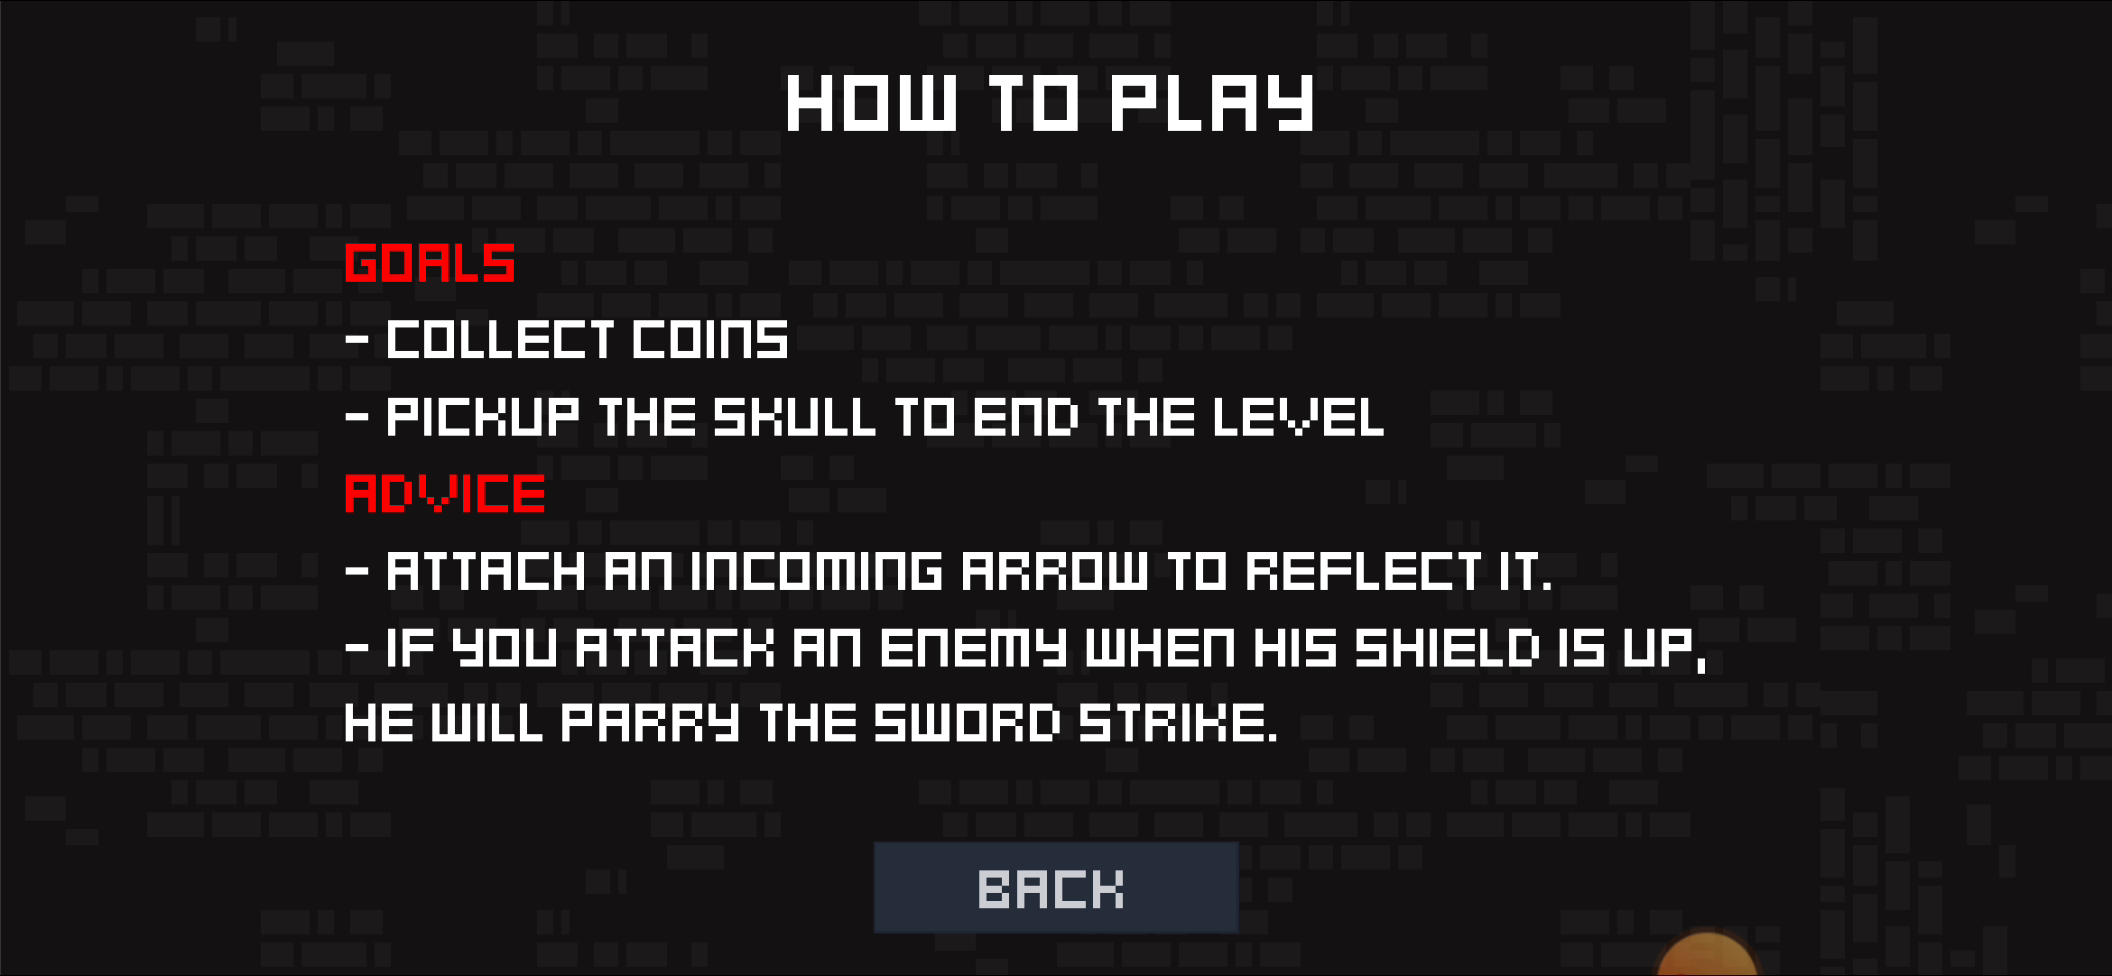 HOW TO PLAY
GOALS
- COLLECT COINS
- PICKUP THE SKULL TO END THE LEVEL
ADVICE
- ATTACH AN INCOMING ARROW TO REFLECT IT.
- IF YOU ATTACK AN ENEMY WHEN HIS SHIELD IS UP,
HE WILL PARRY THE SWORD STRIKE.
BACK